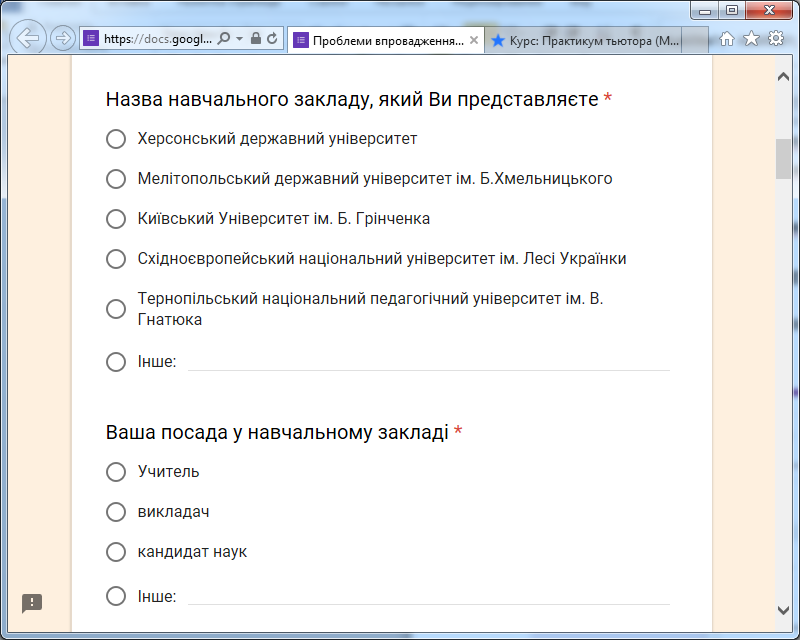 https://docs.googl...
Проблеми впровадження...
Курс: Практикум тьютора (М...
Назва навчального закладу, який Ви представляєте *
Херсонський державний університет
Мелітопольський державний університет ім. Б.Хмельницького
Київський Університет ім. Б. Грінченка
Східноєвропейський національний університет ім. Лесі Українки
Тернопільський національний педагогічний університет ім. В.
Гнатюка
Інше:
Ваша посада у навчальному закладі *
Учитель
викладач
кандидат наук
Інше: